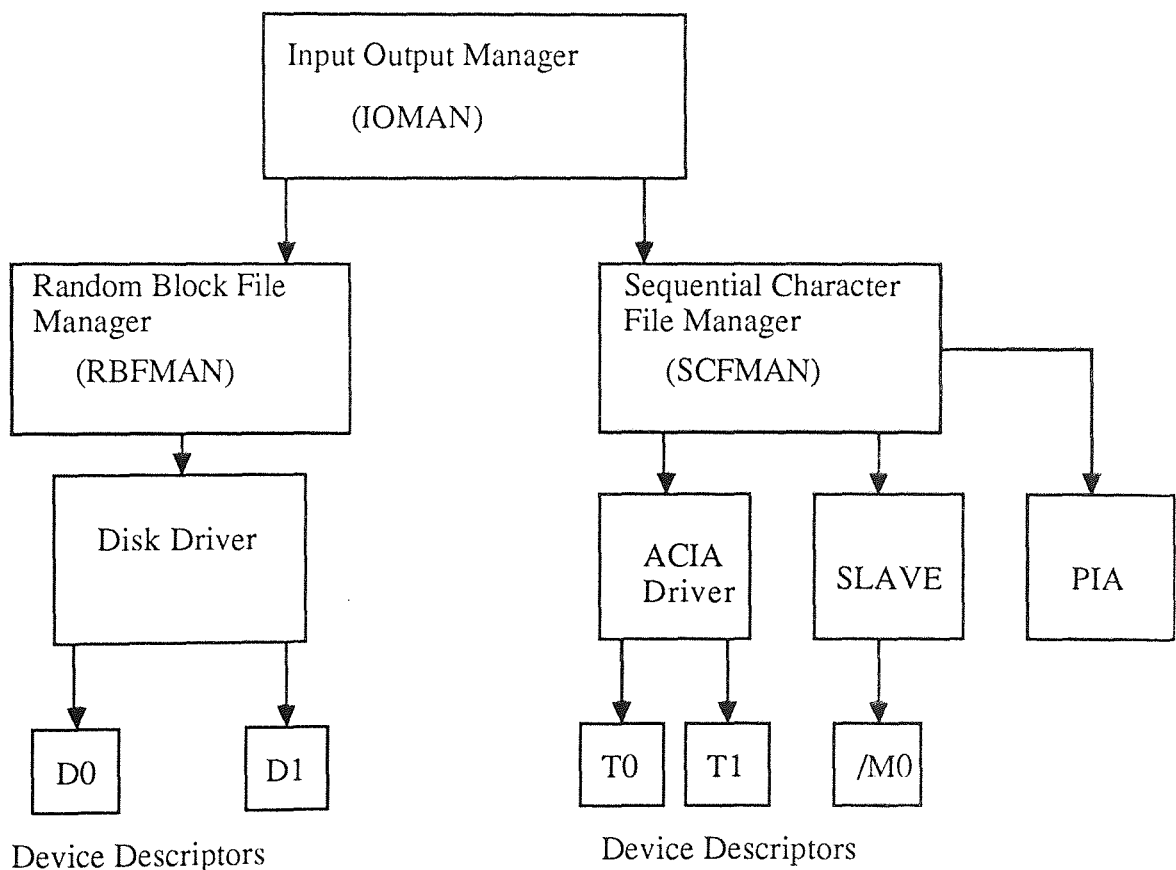 Input Output Manager
(IOMAN)
Random Block File
Manager
(RBFMAN)
Sequential Character
File Manager
(SCFMAN)
Disk Driver
ACIA
Driver
SLAVE
PIA
D0
D1
T0
T1
/M0
Device Descriptors
Device Descriptors